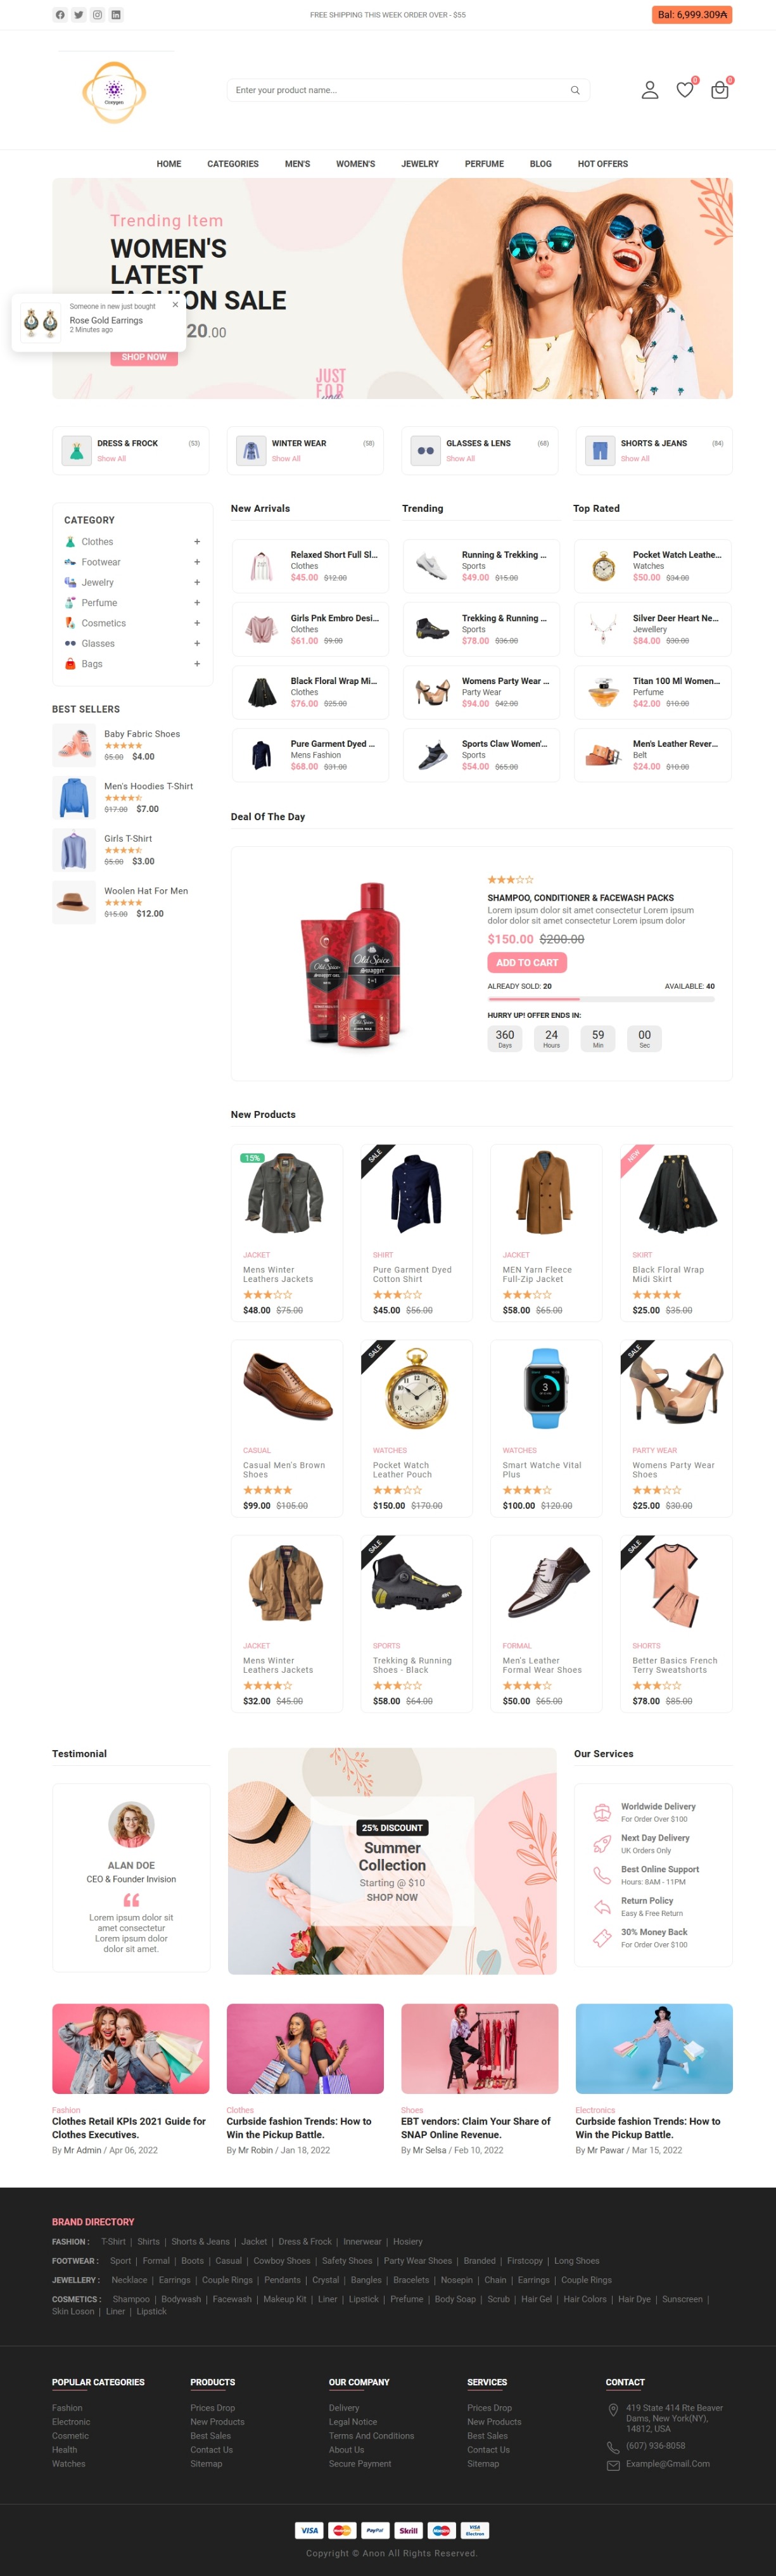 FREE SHIPPING THIS WEEK ORDER OVER - $55
Bal: 6,999.309₳
Enter your product name...
0
0
HOME
CATEGORIES
MEN'S
WOMEN'S
JEWELRY
PERFUME
BLOG
HOT OFFERS
Trending Item
WOMEN'S
LATEST
ON SALE
20.00
SHOP NOW
JUST
FOR
Someone in new just bought
Rose Gold Earrings
2 Minutes ago
DRESS & FROCK
(53)
Show All
WINTER WEAR
(58)
Show All
GLASSES & LENS
(68)
Show All
SHORTS & JEANS
(84)
Show All
CATEGORY
Clothes +
Footwear +
Jewelry +
Perfume +
Cosmetics +
Glasses +
Bags +
BEST SELLERS
Baby Fabric Shoes
$5.00 $4.00
Men's Hoodies T-Shirt
$17.00 $7.00
Girls T-Shirt
$5.00 $3.00
Woolen Hat For Men
$15.00 $12.00
New Arrivals
Relaxed Short Full Sl...
Clothes
$45.00 $12.00
Girls Pnk Embro Desi...
Clothes
$61.00 $9.00
Black Floral Wrap Mi...
Clothes
$76.00 $25.00
Pure Garment Dyed ...
Mens Fashion
$68.00 $31.00
Trending
Running & Trekking ...
Sports
$49.00 $15.00
Trekking & Running ...
Sports
$78.00 $36.00
Womens Party Wear ...
Party Wear
$94.00 $42.00
Sports Claw Women'...
Sports
$54.00 $65.00
Top Rated
Pocket Watch Leathe...
Watches
$50.00 $34.00
Silver Deer Heart Ne...
Jewellery
$84.00 $30.00
Titan 100 Ml Women...
Perfume
$42.00 $10.00
Men's Leather Rever...
Belt
$24.00 $10.00
Deal Of The Day
Old Spice
Swagger
Old Spice
SHAMPOO, CONDITIONER & FACEWASH PACKS
Lorem ipsum dolor sit amet consectetur Lorem ipsum
dolor dolor sit amet consectetur Lorem ipsum dolor
$150.00 $200.00
ADD TO CART
ALREADY SOLD: 20
AVAILABLE: 40
HURRY UP! OFFER ENDS IN:
360
Days
24
Hours
59
Min
00
Sec
New Products
15%
JACKET
Mens Winter
Leathers Jackets
$48.00 $75.00
SALE
SHIRT
Pure Garment Dyed
Cotton Shirt
$45.00 $56.00
JACKET
MEN Yarn Fleece
Full-Zip Jacket
$58.00 $65.00
NEW
SKIRT
Black Floral Wrap
Midi Skirt
$25.00 $35.00
CASUAL
Casual Men's Brown
Shoes
$99.00 $105.00
SALE
WATCHES
Pocket Watch
Leather Pouch
$150.00 $170.00
3
WATCHES
Smart Watche Vital
Plus
$100.00 $120.00
SALE
PARTY WEAR
Womens Party Wear
Shoes
$25.00 $30.00
JACKET
Mens Winter
Leathers Jackets
$32.00 $45.00
SALE
SPORTS
Trekking & Running
Shoes - Black
$58.00 $64.00
FORMAL
Men's Leather
Formal Wear Shoes
$50.00 $65.00
SALE
SHORTS
Better Basics French
Terry Sweatshorts
$78.00 $85.00
Testimonial
ALAN DOE
CEO & Founder Invision
Lorem ipsum dolor sit
amet consectetur
Lorem ipsum dolor
dolor sit amet.
25% DISCOUNT
Summer
Collection
Starting @ $10
SHOP NOW
Our Services
Worldwide Delivery
For Order Over $100
Next Day Delivery
UK Orders Only
Best Online Support
Hours: 8AM - 11PM
Return Policy
Easy & Free Return
30% Money Back
For Order Over $100
Fashion
Clothes Retail KPIs 2021 Guide for
Clothes Executives.
By Mr Admin / Apr 06, 2022
Clothes
Curbside fashion Trends: How to
Win the Pickup Battle.
By Mr Robin / Jan 18, 2022
Shoes
EBT vendors: Claim Your Share of
SNAP Online Revenue.
By Mr Selsa / Feb 10, 2022
Electronics
Curbside fashion Trends: How to
Win the Pickup Battle.
By Mr Pawar / Mar 15, 2022
BRAND DIRECTORY
FASHION : T-Shirt | Shirts | Shorts & Jeans | Jacket | Dress & Frock | Innerwear | Hosiery
FOOTWEAR : Sport | Formal | Boots | Casual | Cowboy Shoes | Safety Shoes | Party Wear Shoes | Branded | Firstcopy | Long Shoes
JEWELLERY : Necklace | Earrings | Couple Rings | Pendants | Crystal | Bangles | Bracelets | Nosepin | Chain | Earrings | Couple Rings
COSMETICS : Shampoo | Bodywash | Facewash | Makeup Kit | Liner | Lipstick | Prefume | Body Soap | Scrub | Hair Gel | Hair Colors | Hair Dye | Sunscreen |
Skin Loson | Liner | Lipstick
POPULAR CATEGORIES
Fashion
Electronic
Cosmetic
Health
Watches
PRODUCTS
Prices Drop
New Products
Best Sales
Contact Us
Sitemap
OUR COMPANY
Delivery
Legal Notice
Terms And Conditions
About Us
Secure Payment
SERVICES
Prices Drop
New Products
Best Sales
Contact Us
Sitemap
CONTACT
419 State 414 Rte Beaver
Dams, New York(NY),
14812, USA
(607) 936-8058
Example@Gmail.Com
VISA
PayPal
Skrill
VISA
Electron
Copyright © Anon All Rights Reserved.